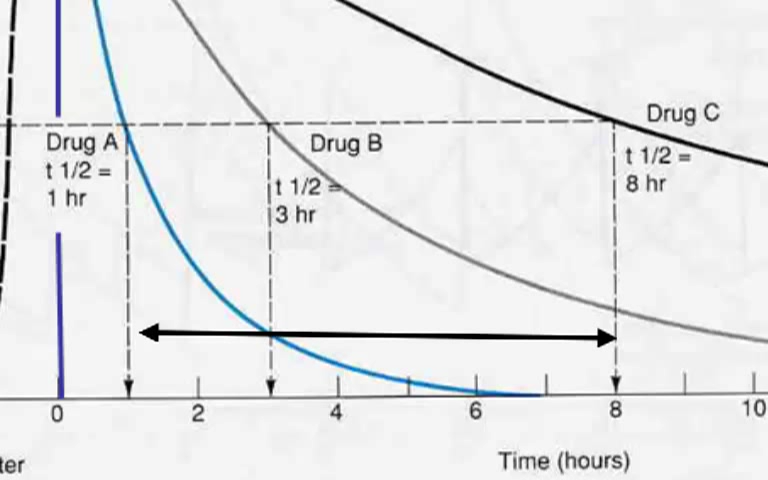 Drug C
Drug A
t 1/2 =
1 hr
Drug B
t 1/2 =
3 hr
t 1/2 =
8 hr
0 2 4 6 8 10
ter
Time (hours)